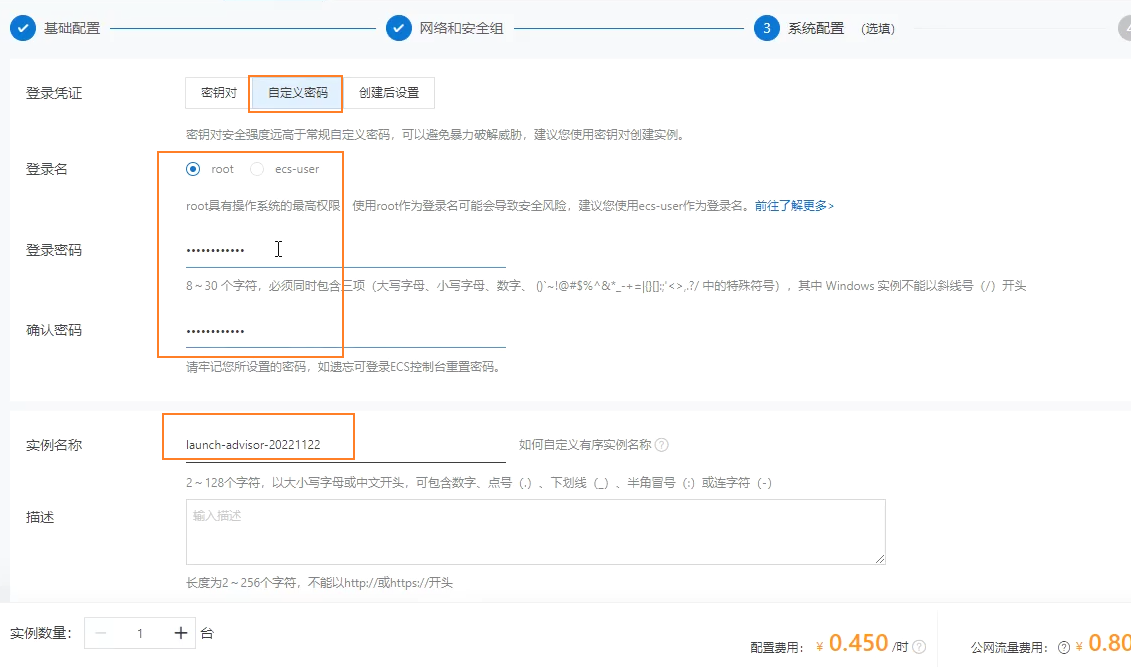 基础配置 网络和安全组 3 系统配置 (选填) 4
登录凭证 密钥对 自定义密码 创建后设置
密钥对安全强度远高于常规自定义密码，可以避免暴力破解威胁，建议您使用密钥对创建实例。
登录名 root ecs-user
root具有操作系统的最高权限 使用root作为登录名可能会导致安全风险，建议您使用ecs-user作为登录名。前往了解更多>
登录密码 ••••••••••••
8～30 个字符，必须同时包含三项（大写字母、小写字母、数字、 ()`~!@#$%^&*_-+=|{}[]:;'<>,.?/ 中的特殊符号），其中 Windows 实例不能以斜线号（/）开头
确认密码 ••••••••••••
请牢记您所设置的密码，如遗忘可登录ECS控制台重置密码。
实例名称 launch-advisor-20221122 如何自定义有序实例名称 ?
2～128个字符，以大小写字母或中文开头，可包含数字、点号（.）、下划线（_）、半角冒号（:）或连字符（-）
描述 输入描述
长度为2～256个字符，不能以http://或https://开头
实例数量： − 1 + 台
配置费用： ¥ 0.450 /时 ? 公网流量费用： ? ¥ 0.80